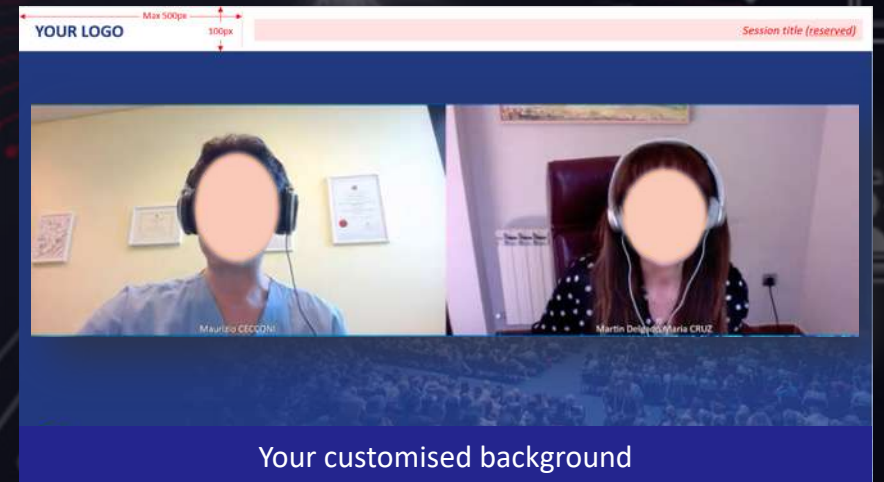 Max 500px
YOUR LOGO
100px
Session title (reserved)
Maurizio CECCONI
Martin Delgado Maria CRUZ
Your customised background